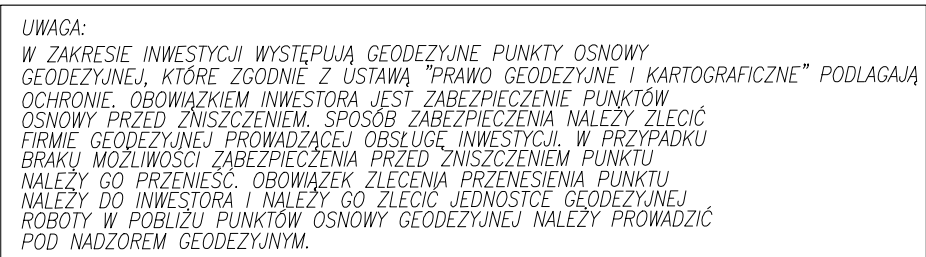 UWAGA:
W ZAKRESIE INWESTYCJI WYSTĘPUJĄ GEODEZYJNE PUNKTY OSNOWY
GEODEZYJNEJ, KTÓRE ZGODNIE Z USTAWĄ "PRAWO GEODEZYJNE I KARTOGRAFICZNE" PODLAGAJĄ
OCHRONIE. OBOWIĄZKIEM INWESTORA JEST ZABEZPIECZENIE PUNKTÓW
OSNOWY PRZED ZNISZCZENIEM. SPOSÓB ZABEZPIECZENIA NALEŻY ZLECIĆ
FIRMIE GEODEZYJNEJ PROWADZĄCEJ OBSŁUGĘ INWESTYCJI. W PRZYPADKU
BRAKU MOŻLIWOŚCI ZABEZPIECZENIA PRZED ZNISZCZENIEM PUNKTU
NALEŻY GO PRZENIEŚĆ. OBOWIĄZEK ZLECENIA PRZENESIENIA PUNKTU
NALEŻY DO INWESTORA I NALEŻY GO ZLECIĆ JEDNOSTCE GEODEZYJNEJ
ROBOTY W POBLIŻU PUNKTÓW OSNOWY GEODEZYJNEJ NALEŻY PROWADZIĆ
POD NADZOREM GEODEZYJNYM.